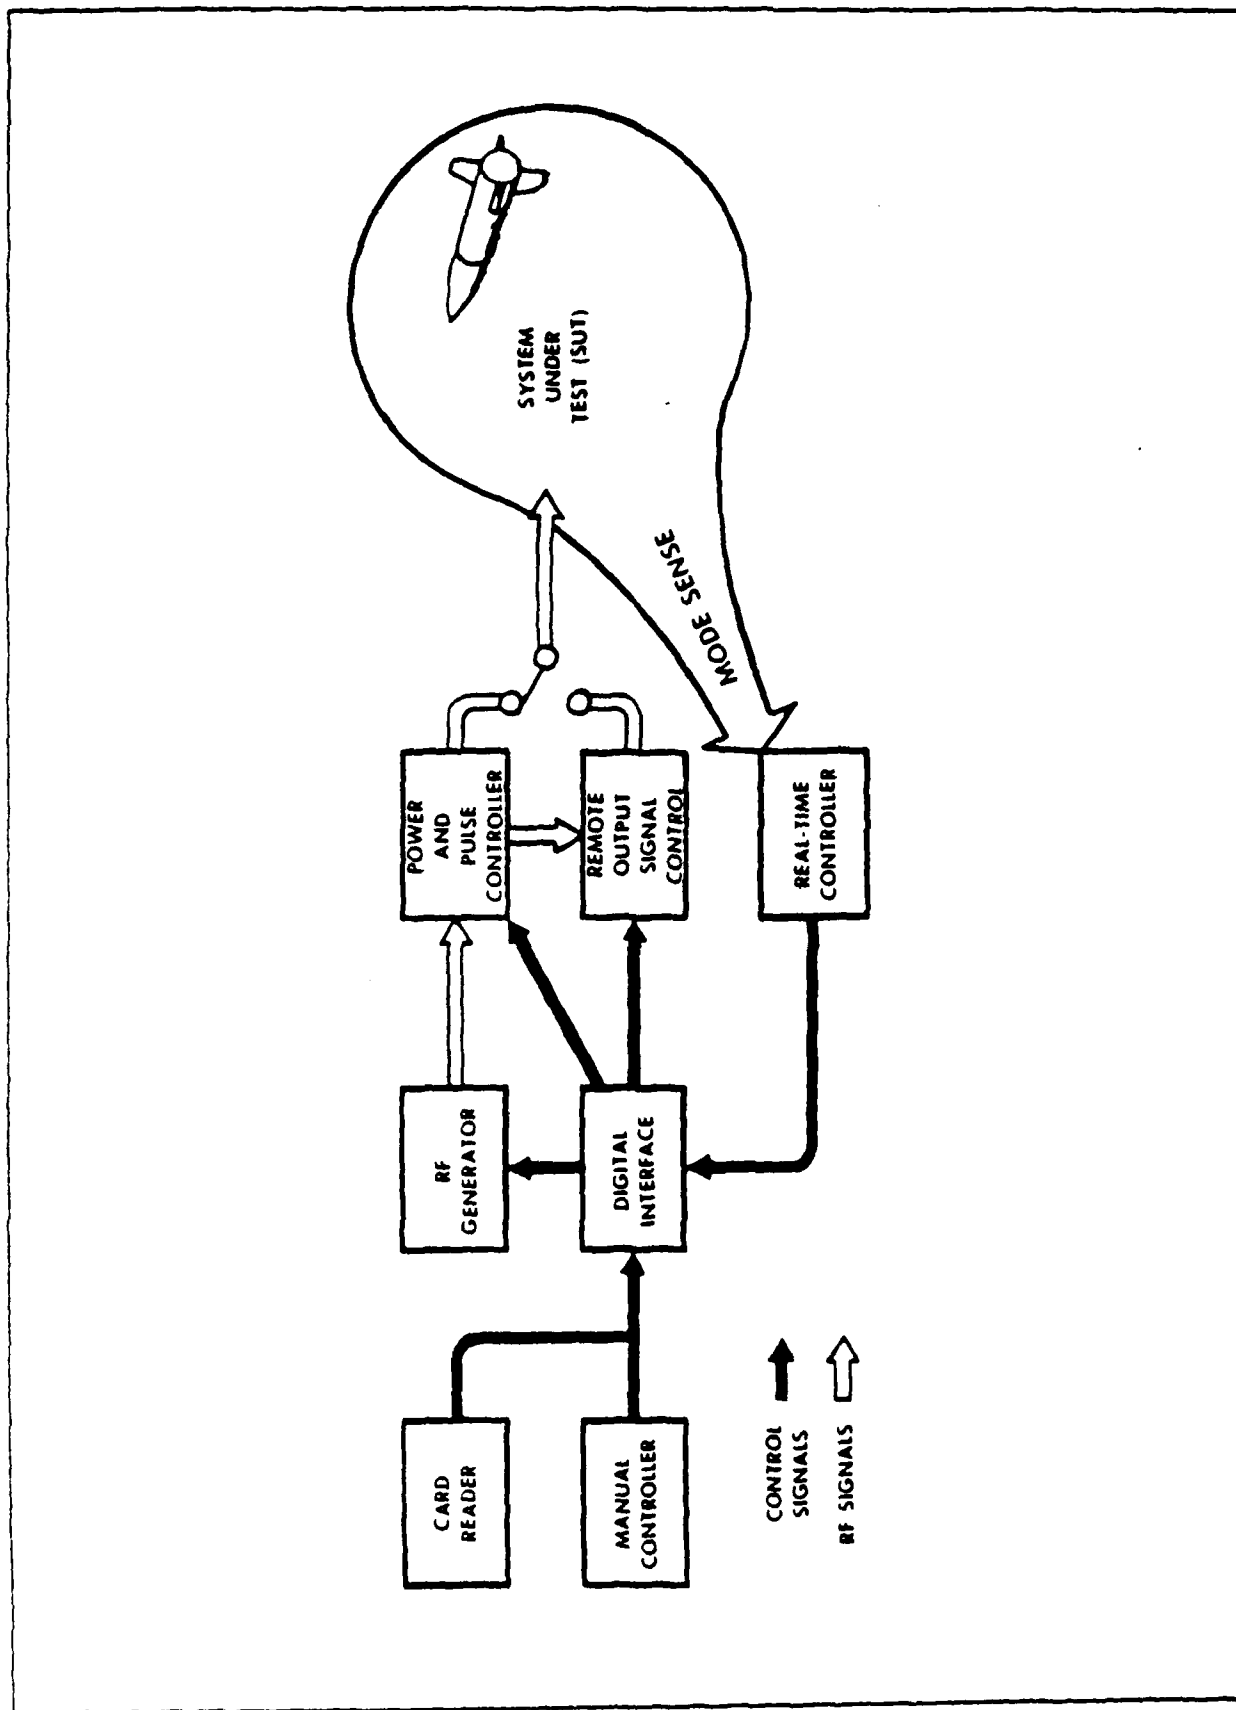 CARD
READER
MANUAL
CONTROLLER
RF
GENERATOR
DIGITAL
INTERFACE
POWER
AND
PULSE
CONTROLLER
REMOTE
OUTPUT
SIGNAL
CONTROL
REAL-TIME
CONTROLLER
MODE SENSE
SYSTEM
UNDER
TEST (SUT)
CONTROL
SIGNALS
RF SIGNALS